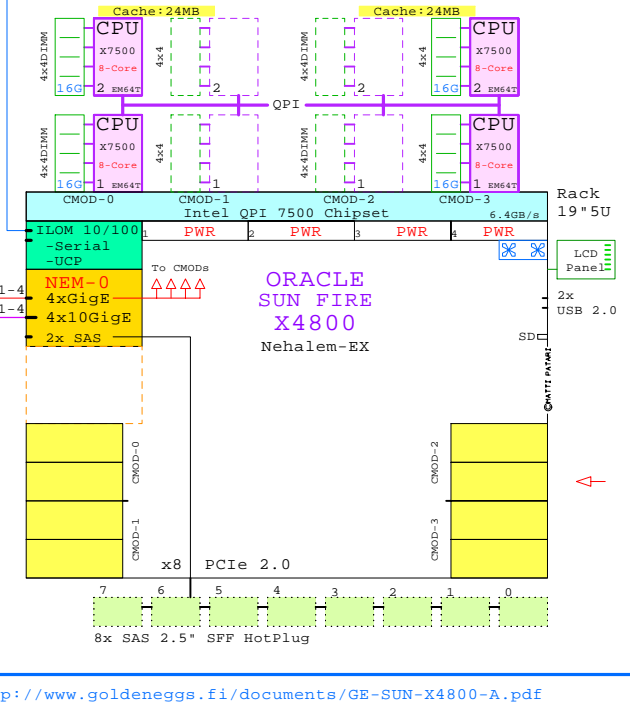 Cache:24MB
Cache:24MB
4x4DIMM
CPU
X7500
8-Core
16G
2 EM64T
4x4
2
4x4DIMM
2
4x4
CPU
X7500
8-Core
16G
2 EM64T
QPI
4x4DIMM
CPU
X7500
8-Core
16G
1 EM64T
4x4
1
4x4DIMM
1
4x4
CPU
X7500
8-Core
16G
1 EM64T
CMOD-0
CMOD-1
CMOD-2
CMOD-3
Intel QPI 7500 Chipset
6.4GB/s
Rack
19"5U
ILOM 10/100
-Serial
-UCP
1 PWR
2 PWR
3 PWR
4 PWR
LCD
Panel
NEM-0
1-4
4xGigE
1-4
4x10GigE
2x SAS
To CMODs
ORACLE
SUN FIRE
X4800
Nehalem-EX
2x
USB 2.0
SD
©MATTI PATARI
CMOD-0
CMOD-1
CMOD-2
CMOD-3
x8 PCIe 2.0
7
6
5
4
3
2
1
0
8x SAS 2.5" SFF HotPlug
p://www.goldeneggs.fi/documents/GE-SUN-X4800-A.pdf